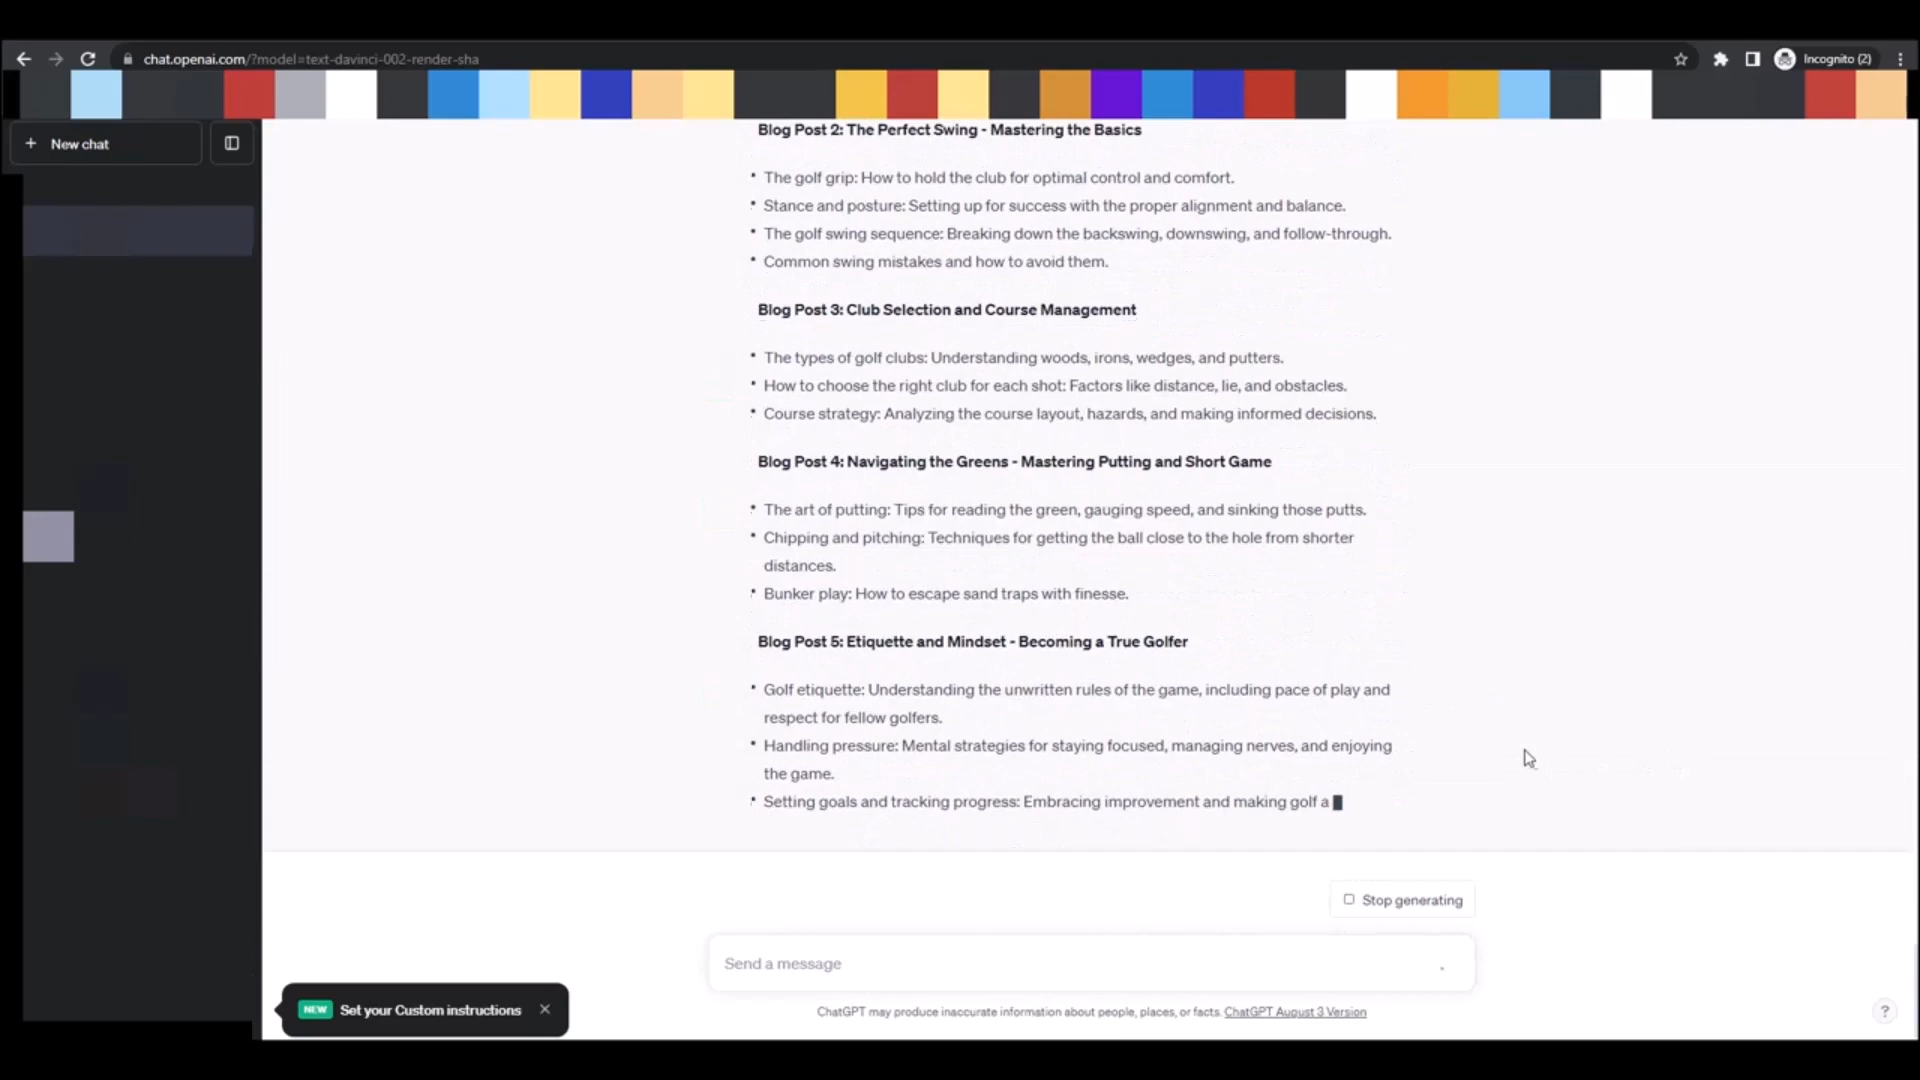 chat.openai.com/?model=text-davinci-002-render-sha
Incognito (2)
+ New chat
Blog Post 2: The Perfect Swing - Mastering the Basics
• The golf grip: How to hold the club for optimal control and comfort.
• Stance and posture: Setting up for success with the proper alignment and balance.
• The golf swing sequence: Breaking down the backswing, downswing, and follow-through.
• Common swing mistakes and how to avoid them.
Blog Post 3: Club Selection and Course Management
• The types of golf clubs: Understanding woods, irons, wedges, and putters.
• How to choose the right club for each shot: Factors like distance, lie, and obstacles.
• Course strategy: Analyzing the course layout, hazards, and making informed decisions.
Blog Post 4: Navigating the Greens - Mastering Putting and Short Game
• The art of putting: Tips for reading the green, gauging speed, and sinking those putts.
• Chipping and pitching: Techniques for getting the ball close to the hole from shorter
distances.
• Bunker play: How to escape sand traps with finesse.
Blog Post 5: Etiquette and Mindset - Becoming a True Golfer
• Golf etiquette: Understanding the unwritten rules of the game, including pace of play and
respect for fellow golfers.
• Handling pressure: Mental strategies for staying focused, managing nerves, and enjoying
the game.
• Setting goals and tracking progress: Embracing improvement and making golf a
Stop generating
Send a message
NEW Set your Custom instructions
ChatGPT may produce inaccurate information about people, places, or facts. ChatGPT August 3 Version
?